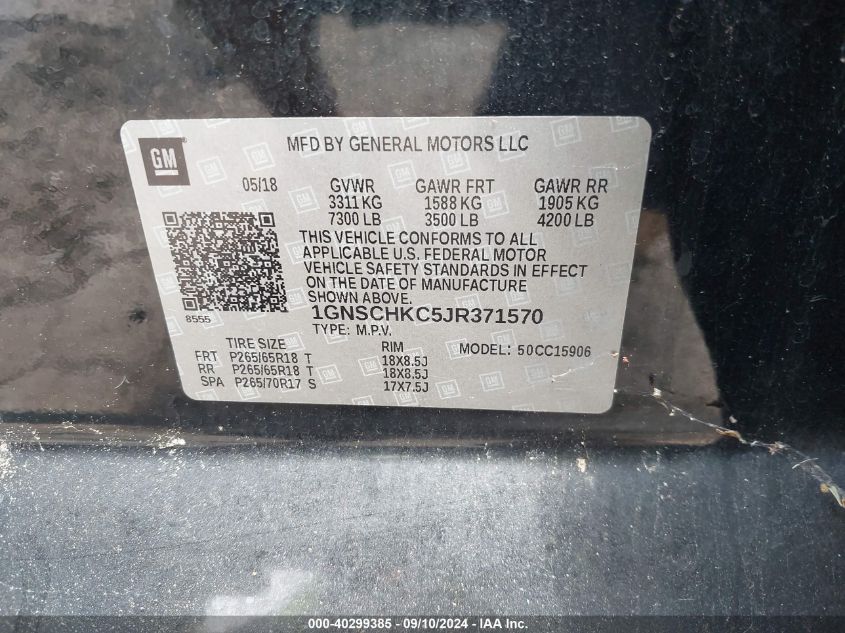 GM
MFD BY GENERAL MOTORS LLC
05/18 GVWR GAWR FRT GAWR RR
3311 KG 1588 KG 1905 KG
7300 LB 3500 LB 4200 LB
THIS VEHICLE CONFORMS TO ALL
APPLICABLE U.S. FEDERAL MOTOR
VEHICLE SAFETY STANDARDS IN EFFECT
ON THE DATE OF MANUFACTURE
SHOWN ABOVE.
8555
1GNSCHKC5JR371570
TYPE: M.P.V.
TIRE SIZE RIM MODEL: 50CC15906
FRT P265/65R18 T 18X8.5J
RR P265/65R18 T 18X8.5J
SPA P265/70R17 S 17X7.5J
000-40299385 - 09/10/2024 - IAA Inc.